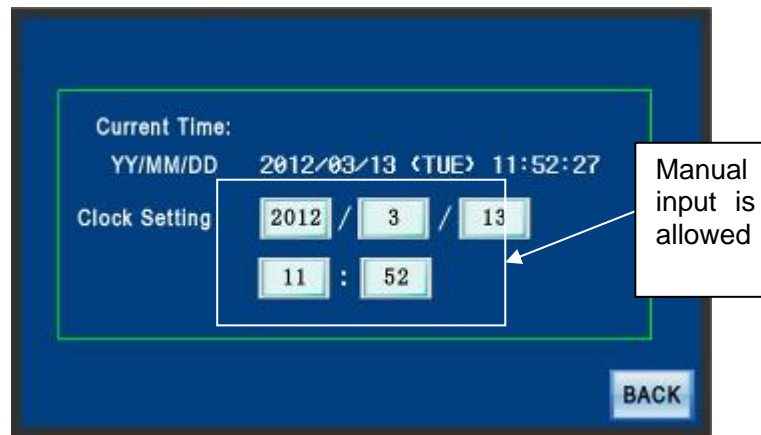 Current Time:
YY/MM/DD 2012/03/13 (TUE) 11:52:27
Clock Setting 2012 / 3 / 13
11 : 52
Manual
input is
allowed
BACK